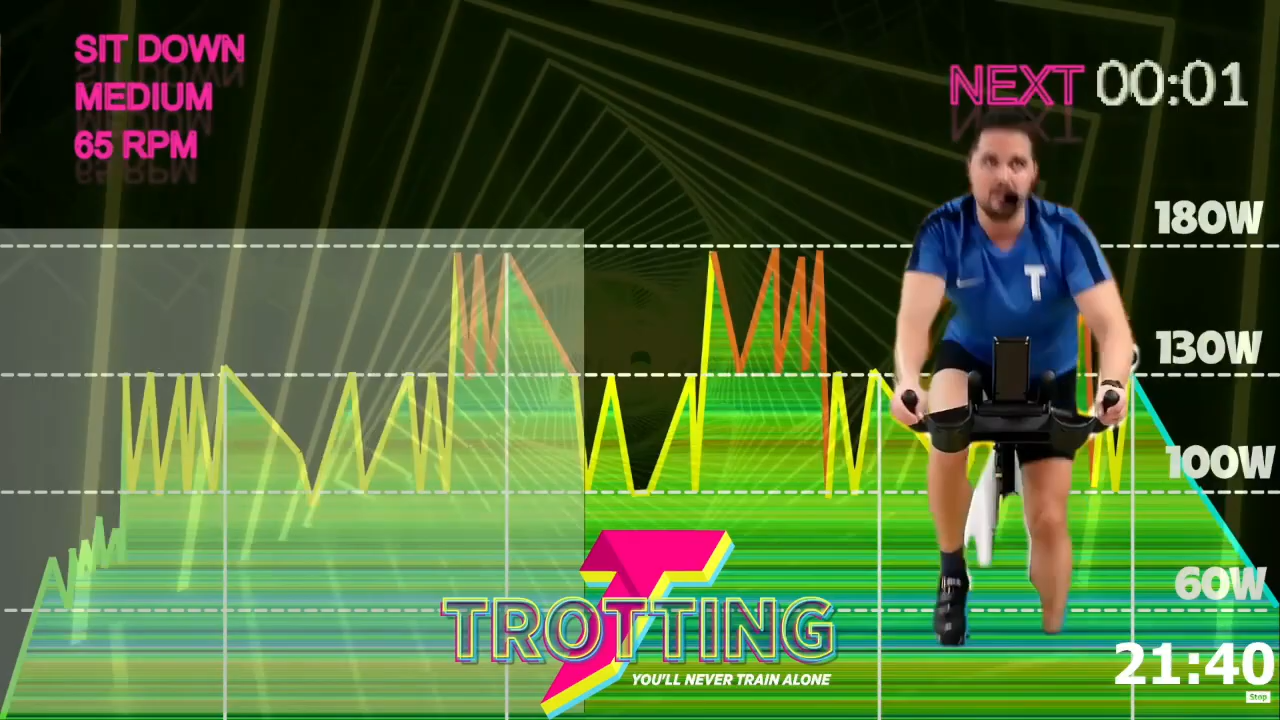 SIT DOWN
MEDIUM
65 RPM
NEXT 00:01
180W
130W
100W
60W
T
TROTTING
YOU'LL NEVER TRAIN ALONE
21:40
Stop